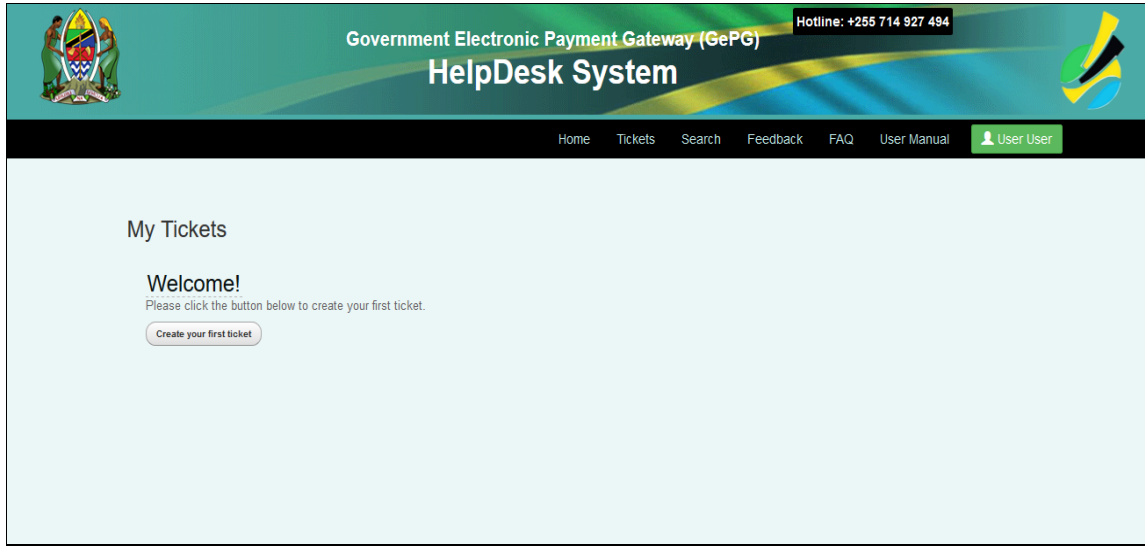 Hotline: +255 714 927 494
Government Electronic Payment Gateway (GePG)
HelpDesk System
Home Tickets Search Feedback FAQ User Manual User User
My Tickets
Welcome!
Please click the button below to create your first ticket.
Create your first ticket